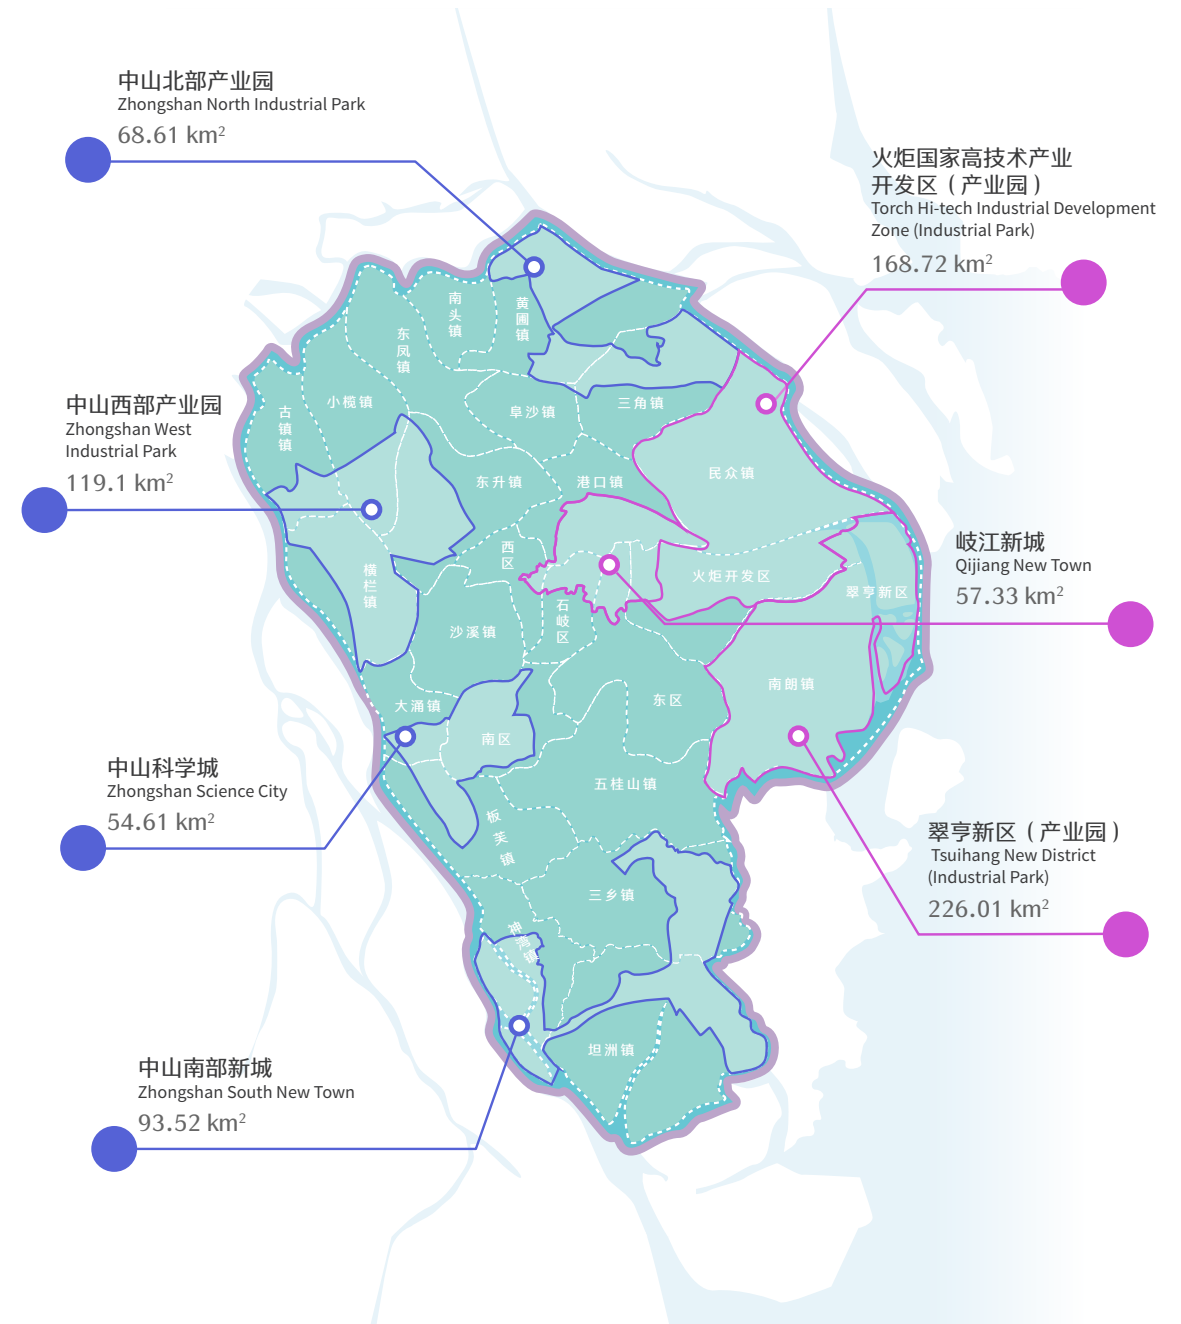 中山北部产业园
Zhongshan North Industrial Park
68.61 km²
火炬国家高技术产业
开发区（产业园）
Torch Hi-tech Industrial Development
Zone (Industrial Park)
168.72 km²
中山西部产业园
Zhongshan West
Industrial Park
119.1 km²
岐江新城
Qijiang New Town
57.33 km²
中山科学城
Zhongshan Science City
54.61 km²
翠亨新区（产业园）
Tsuihang New District
(Industrial Park)
226.01 km²
中山南部新城
Zhongshan South New Town
93.52 km²
南头镇
黄圃镇
东凤镇
小榄镇
古镇镇
阜沙镇
三角镇
民众镇
东升镇
港口镇
西区
横栏镇
火炬开发区
翠亨新区
石岐区
沙溪镇
南朗镇
大涌镇
东区
南区
五桂山镇
板芙镇
三乡镇
神湾镇
坦洲镇